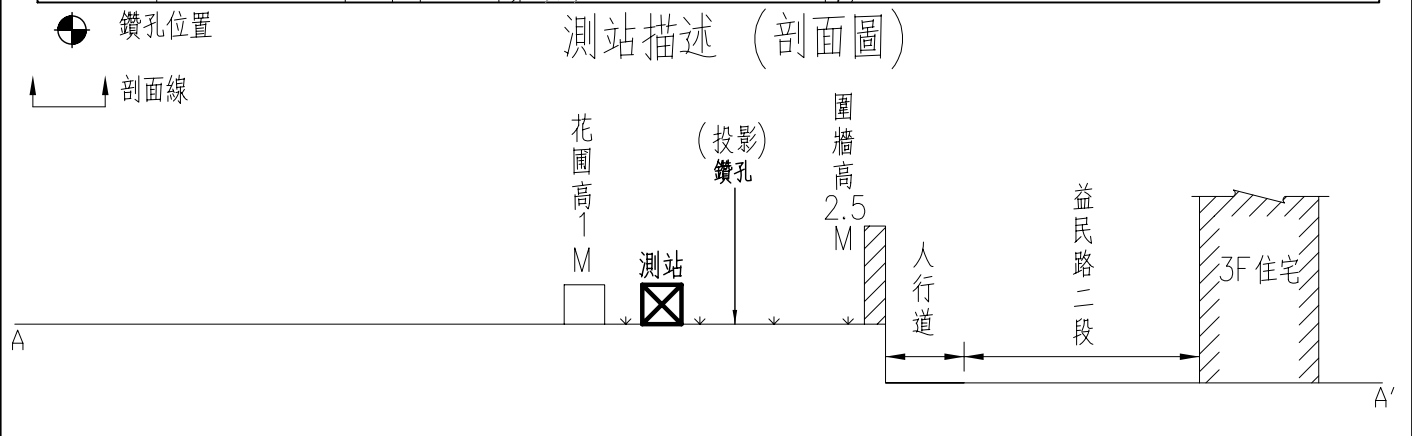 鑽孔位置
測站描述 (剖面圖)
剖面線
花圃高1M
測站
(投影)
鑽孔
圍牆高2.5M
人行道
益民路二段
3F住宅
A
A'